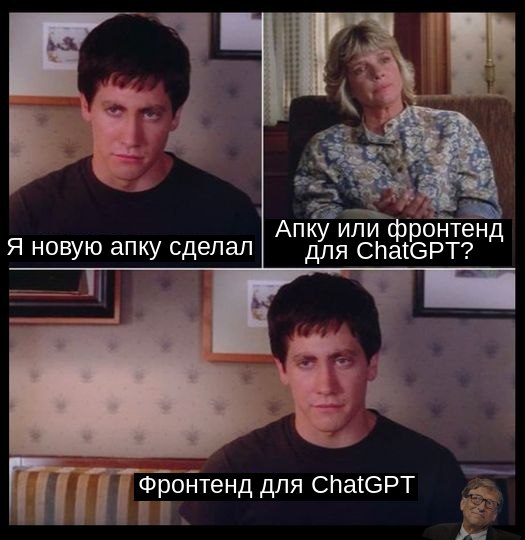 Я новую апку сделал
Апку или фронтенд
для ChatGPT?
Фронтенд для ChatGPT